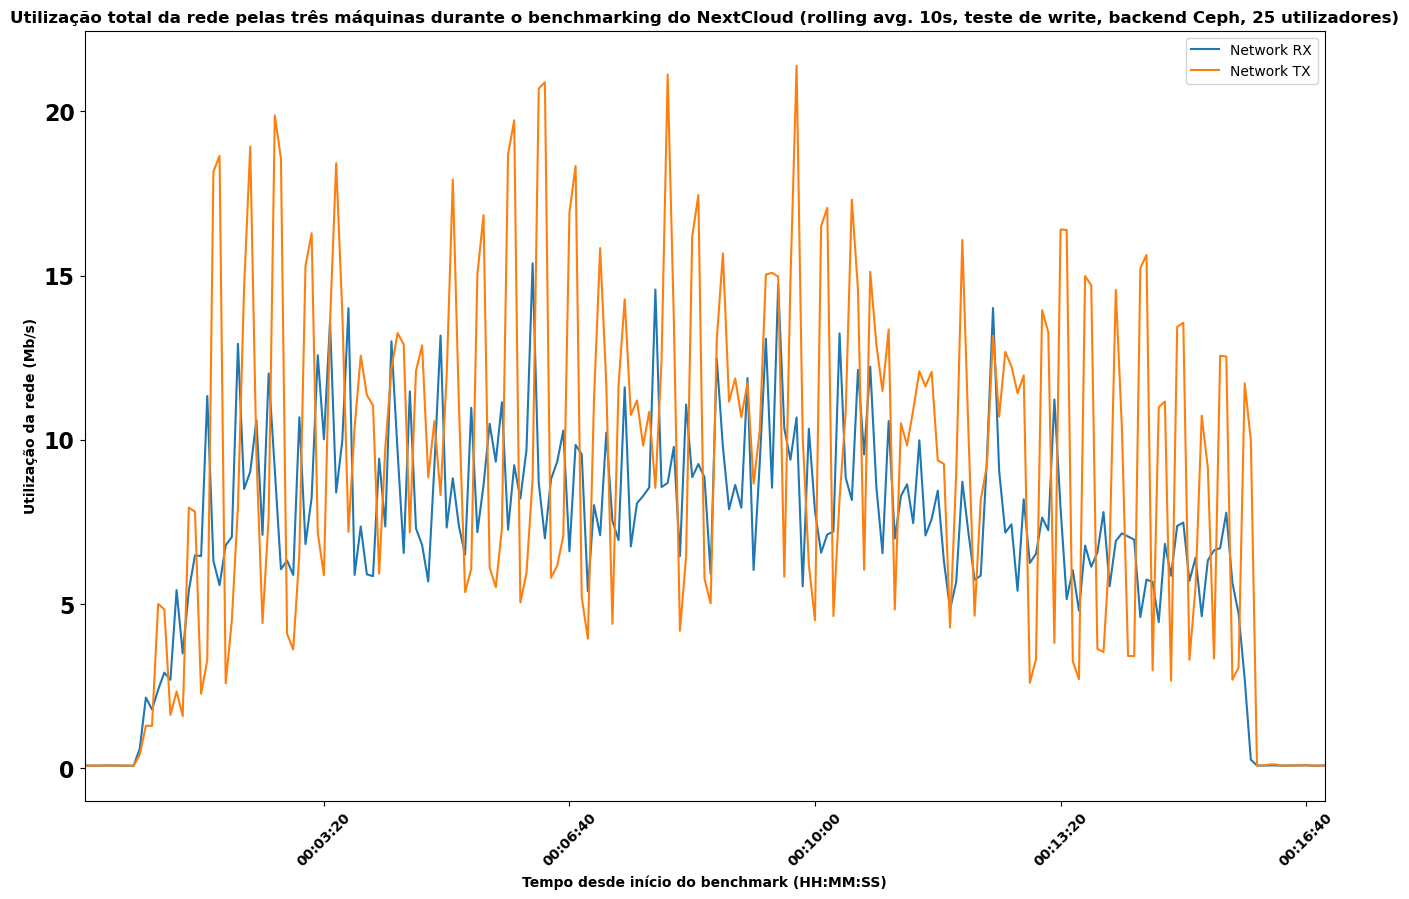 Utilização total da rede pelas três máquinas durante o benchmarking do NextCloud (rolling avg. 10s, teste de write, backend Ceph, 25 utilizadores)
Network RX
Network TX
Utilização da rede (Mb/s)
20
15
10
5
0
00:03:20
00:06:40
00:10:00
00:13:20
00:16:40
Tempo desde início do benchmark (HH:MM:SS)